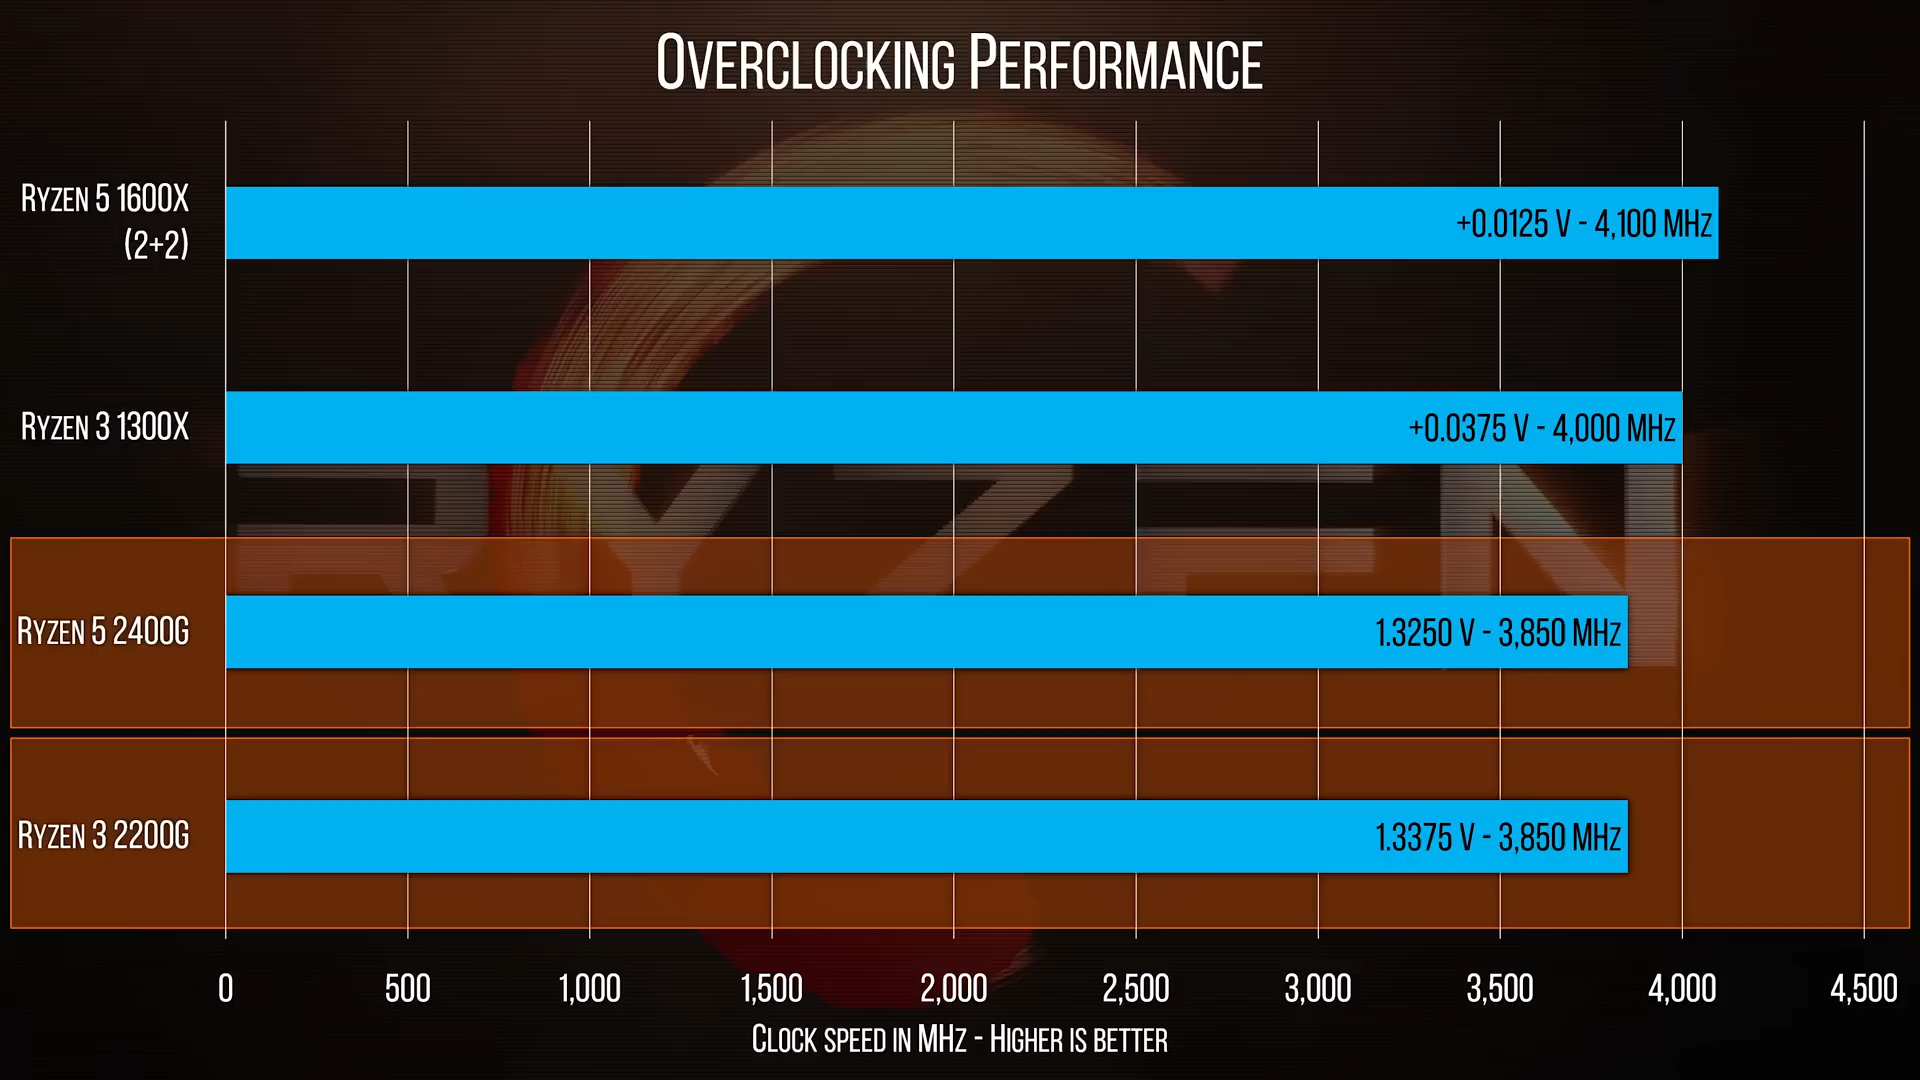 Overclocking Performance
Ryzen 5 1600X
(2+2)
+0.0125 V - 4,100 MHz
Ryzen 3 1300X
+0.0375 V - 4,000 MHz
RYZEN
Ryzen 5 2400G
1.3250 V - 3,850 MHz
Ryzen 3 2200G
1.3375 V - 3,850 MHz
0 500 1,000 1,500 2,000 2,500 3,000 3,500 4,000 4,500
Clock speed in MHz - Higher is better